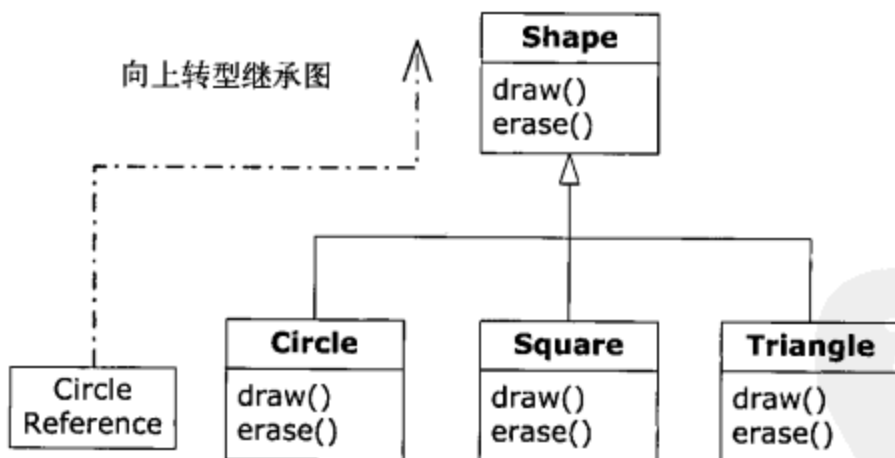 Shape
向上转型继承图
draw()
erase()
Circle
Square
Triangle
Circle
Reference
draw()
erase()
draw()
erase()
draw()
erase()